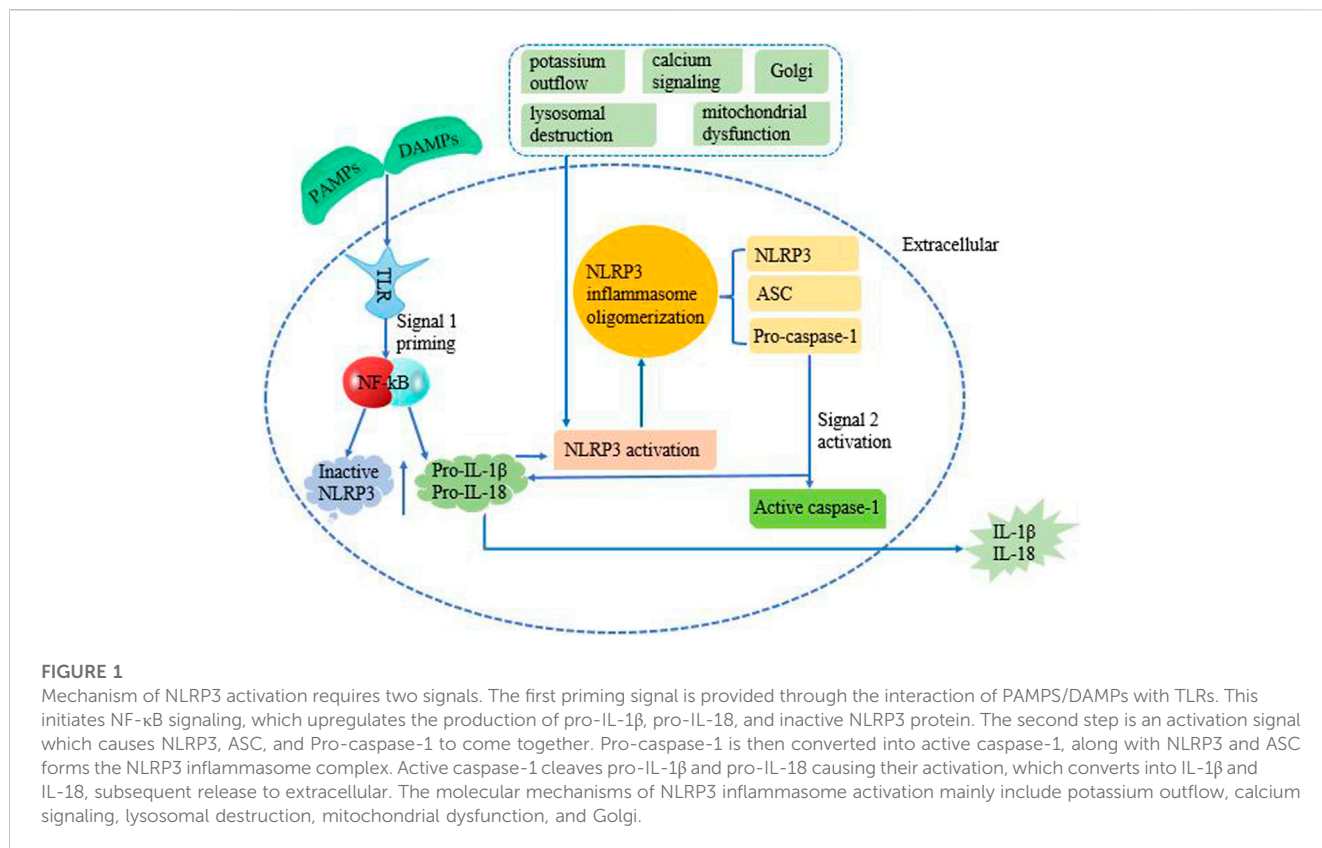 potassium
outflow
calcium
signaling
Golgi
lysosomal
destruction
mitochondrial
dysfunction
PAMPs
DAMPs
TLR
Signal 1
priming
NF-kB
Inactive
NLRP3
Pro-IL-1β
Pro-IL-18
NLRP3 activation
NLRP3
inflammasome
oligomerization
NLRP3
ASC
Pro-caspase-1
Extracellular
Signal 2
activation
Active caspase-1
IL-1β
IL-18
FIGURE 1
Mechanism of NLRP3 activation requires two signals. The first priming signal is provided through the interaction of PAMPS/DAMPs with TLRs. This
initiates NF-κB signaling, which upregulates the production of pro-IL-1β, pro-IL-18, and inactive NLRP3 protein. The second step is an activation signal
which causes NLRP3, ASC, and Pro-caspase-1 to come together. Pro-caspase-1 is then converted into active caspase-1, along with NLRP3 and ASC
forms the NLRP3 inflammasome complex. Active caspase-1 cleaves pro-IL-1β and pro-IL-18 causing their activation, which converts into IL-1β and
IL-18, subsequent release to extracellular. The molecular mechanisms of NLRP3 inflammasome activation mainly include potassium outflow, calcium
signaling, lysosomal destruction, mitochondrial dysfunction, and Golgi.